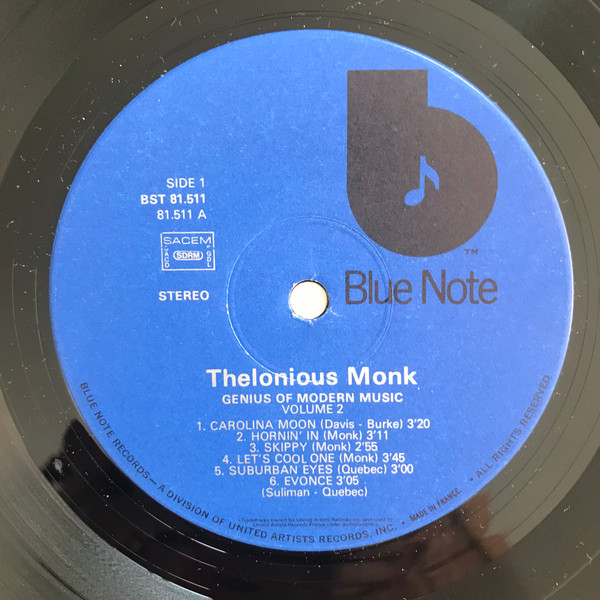 SIDE 1
BST 81.511
81.511 A
SACEM
SDRM
STEREO
TM
Blue Note
Thelonious Monk
GENIUS OF MODERN MUSIC
VOLUME 2
1. CAROLINA MOON (Davis - Burke) 3'20
2. HORNIN' IN (Monk) 3'11
3. SKIPPY (Monk) 2'55
4. LET'S COOL ONE (Monk) 3'45
5. SUBURBAN EYES (Quebec) 3'00
6. EVONCE 3'05
(Suliman - Quebec)
BLUE NOTE RECORDS — A DIVISION OF UNITED ARTISTS RECORDS, INC. • MADE IN FRANCE • ALL RIGHTS RESERVED